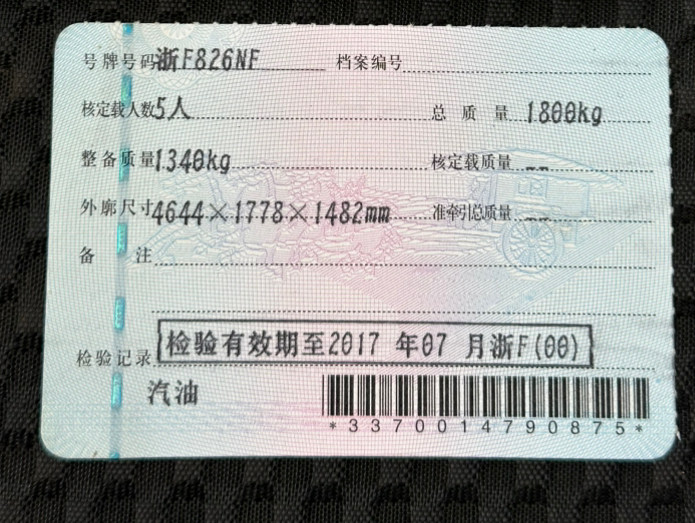 号牌号码浙F826NF 档案编号
核定载人数5人 总质量 1800kg
整备质量1340kg 核定载质量 --
外廓尺寸4644×1778×1482mm 准牵引总质量 --
备注
检验记录 检验有效期至2017 年07 月浙F(00)
汽油
*3370014790875*